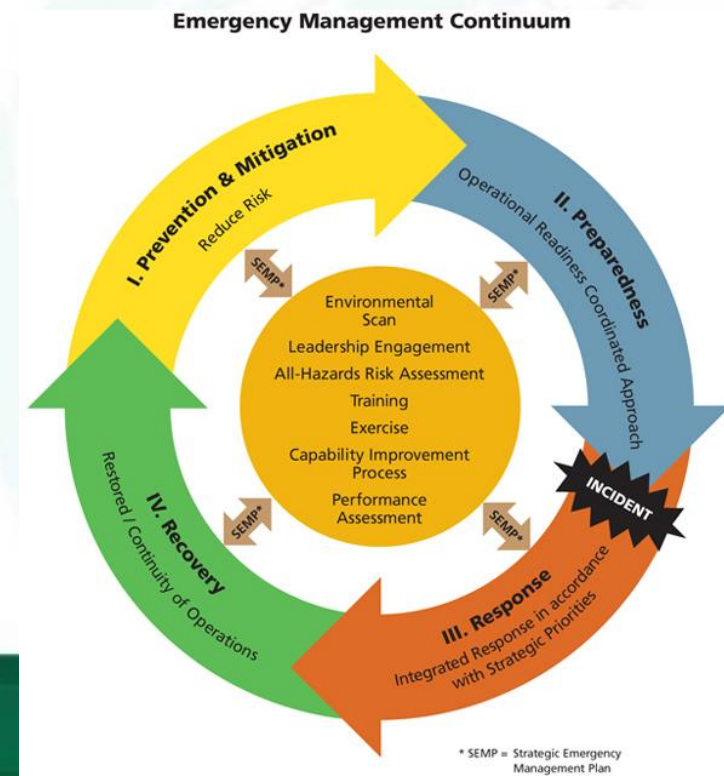 Emergency Management Continuum
I. Prevention & Mitigation
Reduce Risk
II. Preparedness
Operational Readiness Coordinated Approach
SEMP*
SEMP*
Environmental
Scan
Leadership Engagement
All-Hazards Risk Assessment
Training
Exercise
Capability Improvement
Process
Performance
Assessment
INCIDENT
SEMP*
SEMP*
III. Response
Integrated Response in accordance
with Strategic Priorities
IV. Recovery
Restored / Continuity of Operations
* SEMP = Strategic Emergency
Management Plan